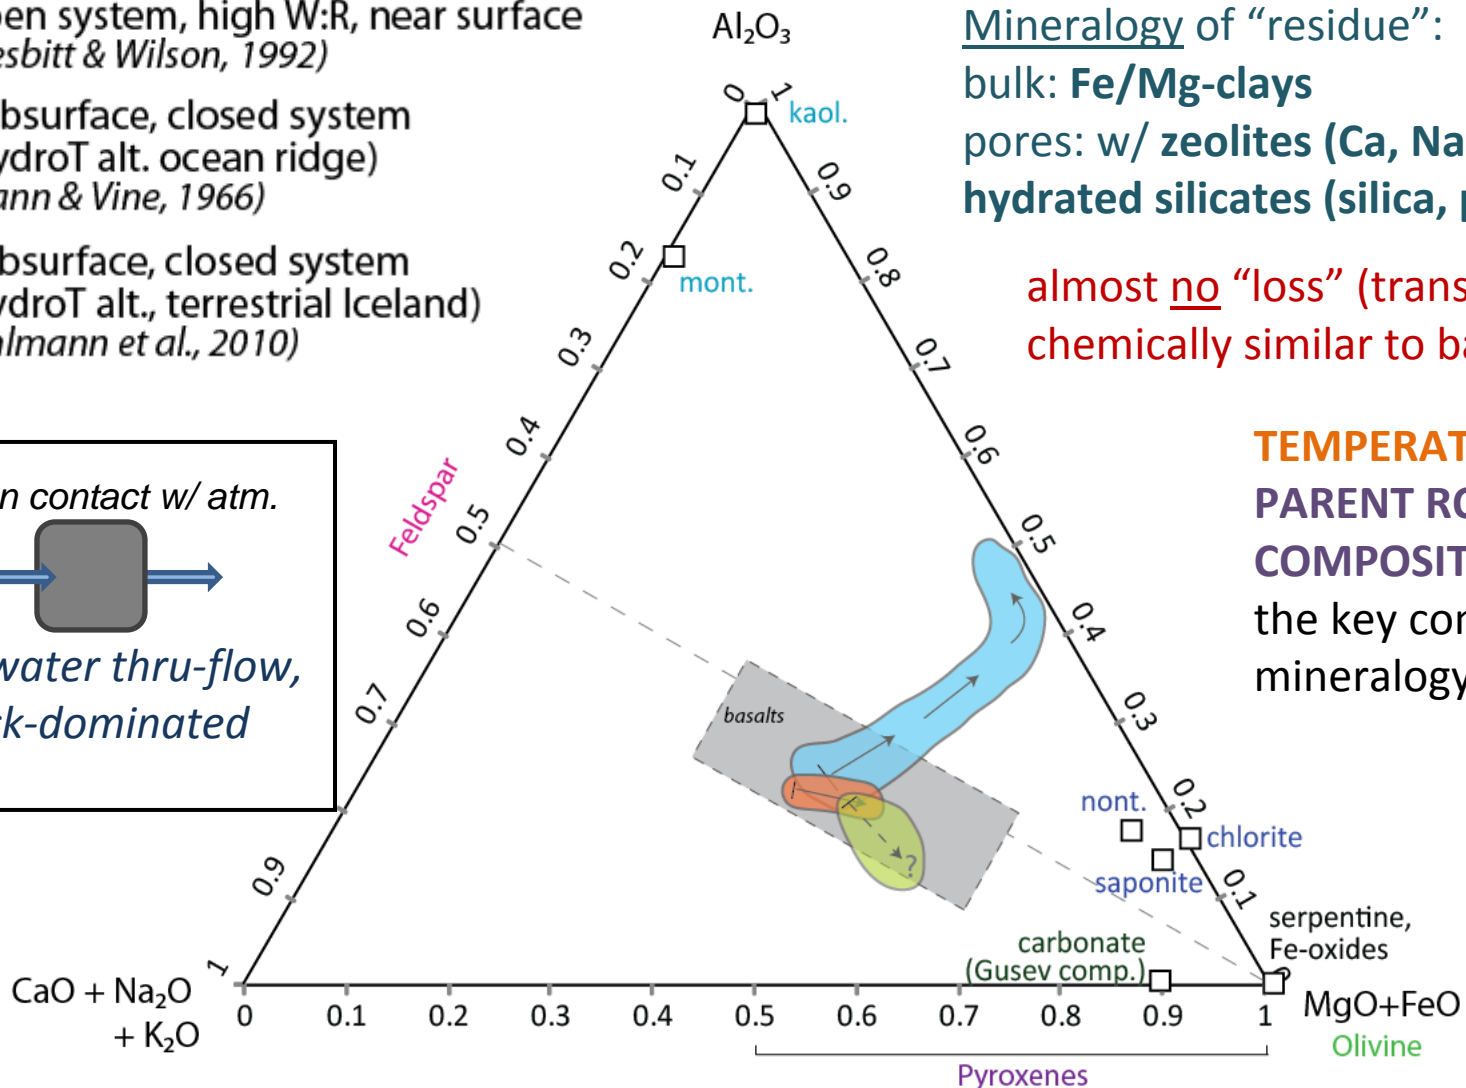 en system, high W:R, near surface
esbitt & Wilson, 1992)
bsurface, closed system
ydroT alt. ocean ridge)
ann & Vine, 1966)
bsurface, closed system
ydroT alt., terrestrial Iceland)
hlmann et al., 2010)
n contact w/ atm.
water thru-flow,
ck-dominated
Al₂O₃
Mineralogy of “residue”:
bulk: Fe/Mg-clays
pores: w/ zeolites (Ca, Na
hydrated silicates (silica, p
almost no “loss” (trans
chemically similar to ba
TEMPERAT
PARENT RO
COMPOSIT
the key con
mineralogy
0
1
kaol.
0.1
0.9
0.2
0.8
mont.
0.3
0.7
0.4
0.6
Feldspar
0.5
0.5
0.6
0.4
0.7
0.3
basalts
0.2
nont.
chlorite
saponite
0.9
0.1
?
serpentine,
Fe-oxides
carbonate
(Gusev comp.)
1
0
CaO + Na₂O
+ K₂O
0 0.1 0.2 0.3 0.4 0.5 0.6 0.7 0.8 0.9 1
MgO+FeO
Olivine
Pyroxenes